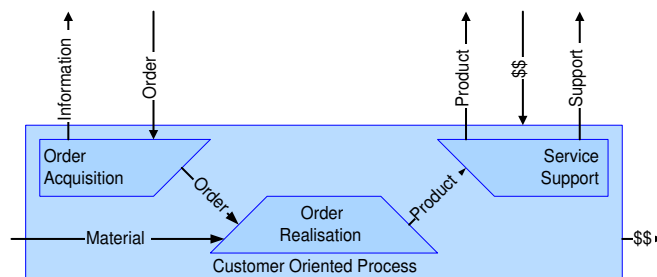 Information
Order
Product
$$
Support
Order
Acquisition
Service
Support
Order
Product
Order
Realisation
Material
$$
Customer Oriented Process